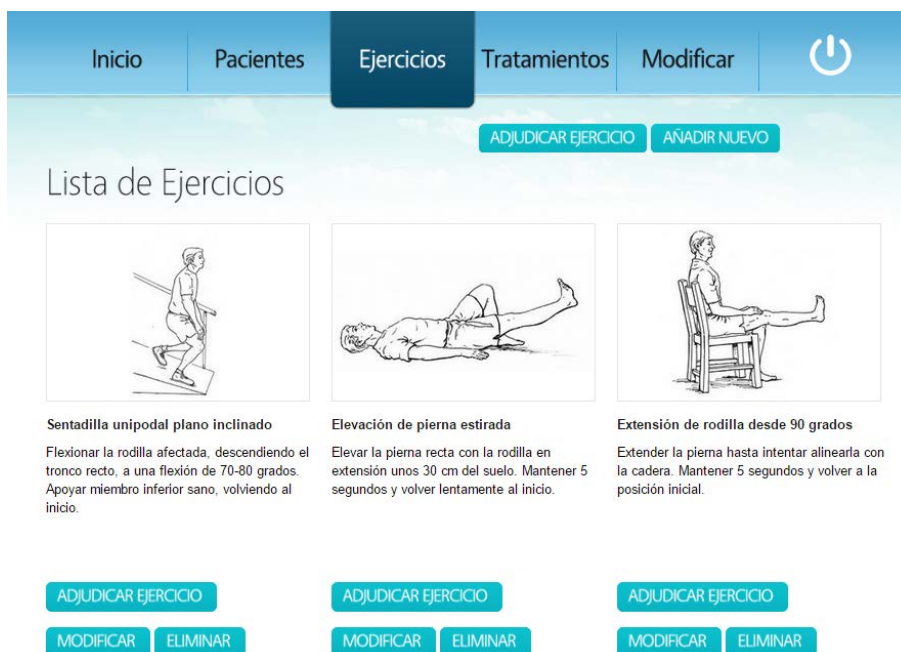 Inicio Pacientes Ejercicios Tratamientos Modificar
ADJUDICAR EJERCICIO AÑADIR NUEVO
Lista de Ejercicios
Sentadilla unipodal plano inclinado
Flexionar la rodilla afectada, descendiendo el
tronco recto, a una flexión de 70-80 grados.
Apoyar miembro inferior sano, volviendo al
inicio.
Elevación de pierna estirada
Elevar la pierna recta con la rodilla en
extensión unos 30 cm del suelo. Mantener 5
segundos y volver lentamente al inicio.
Extensión de rodilla desde 90 grados
Extender la pierna hasta intentar alinearla con
la cadera. Mantener 5 segundos y volver a la
posición inicial.
ADJUDICAR EJERCICIO ADJUDICAR EJERCICIO ADJUDICAR EJERCICIO
MODIFICAR ELIMINAR MODIFICAR ELIMINAR MODIFICAR ELIMINAR